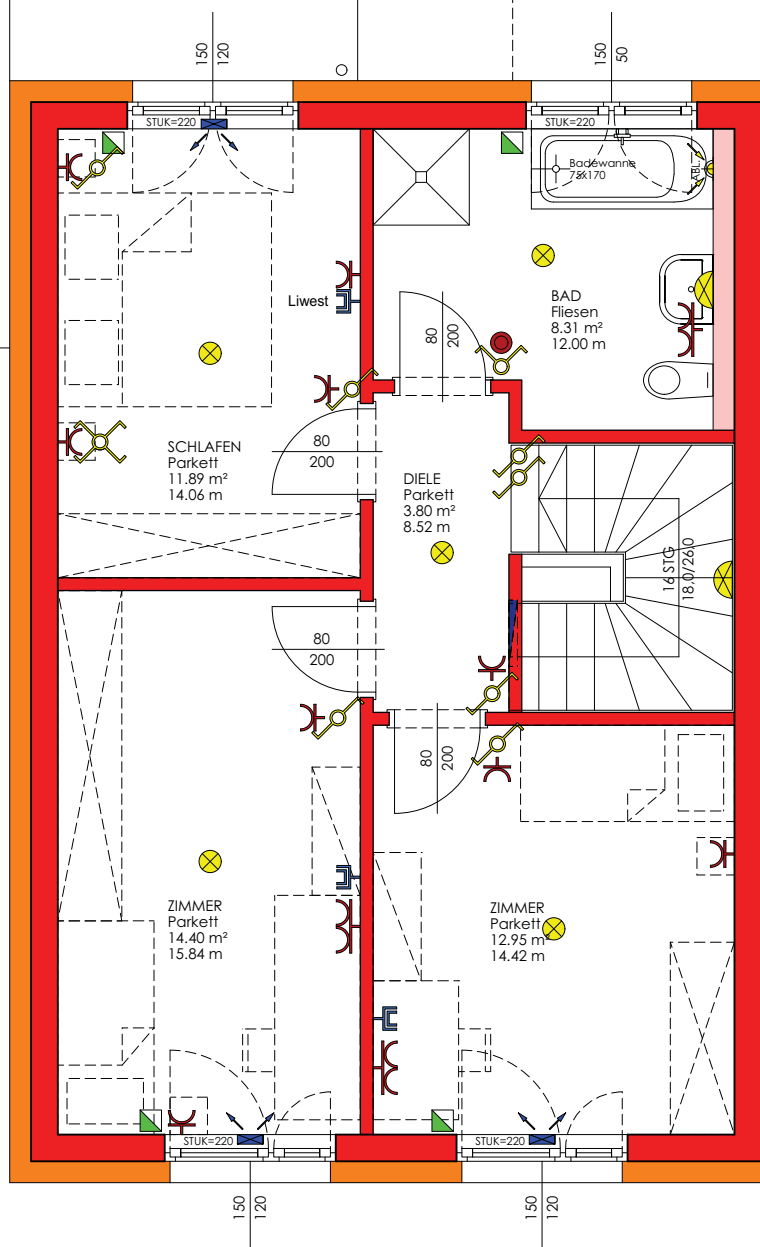 150
120
150
50
STUK=220
STUK=220
Badewanne
75x170
ABL.
Liwest
BAD
Fliesen
8.31 m²
12.00 m
80
200
SCHLAFEN
Parkett
11.89 m²
14.06 m
80
200
DIELE
Parkett
3.80 m²
8.52 m
16 STG
18,0/26,0
80
200
80
200
ZIMMER
Parkett
14.40 m²
15.84 m
ZIMMER
Parkett
12.95 m²
14.42 m
STUK=220
STUK=220
150
120
150
120